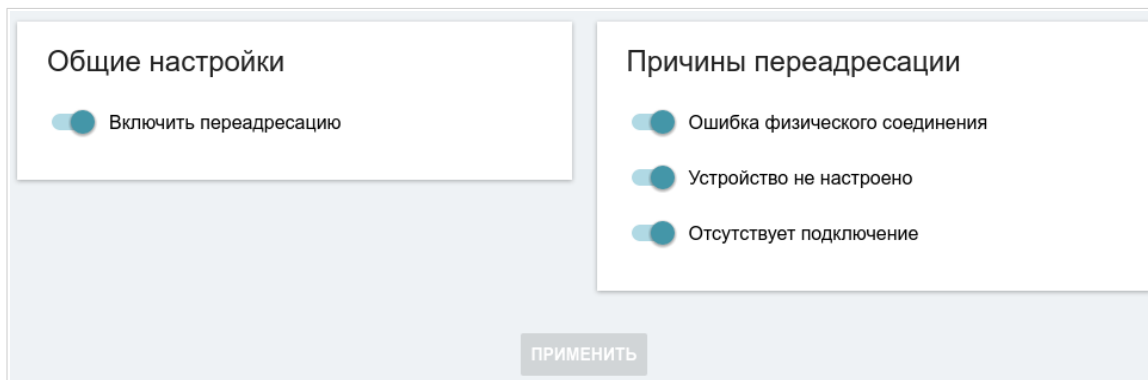 Общие настройки
Включить переадресацию
Причины переадресации
Ошибка физического соединения
Устройство не настроено
Отсутствует подключение
ПРИМЕНИТЬ